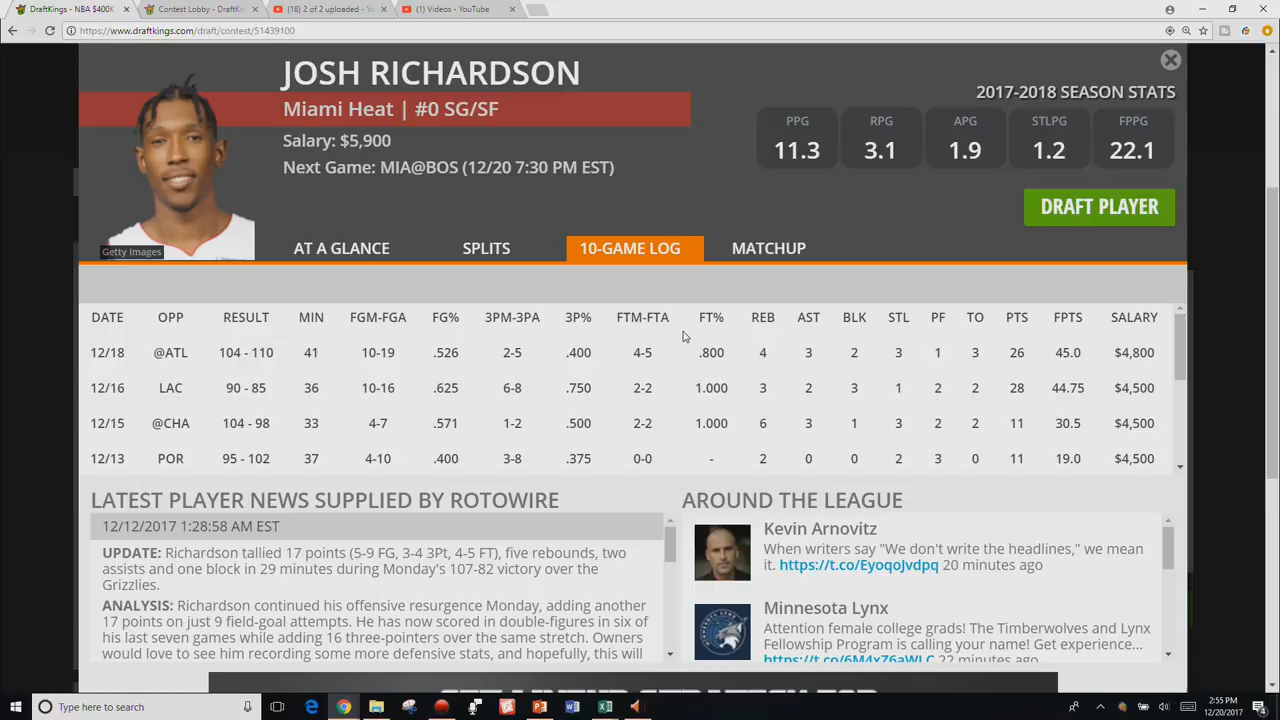 DraftKings - NBA $400K
Contest Lobby - DraftKi
(18) 2 of 2 uploaded - Yo
(1) Videos - YouTube
https://www.draftkings.com/draft/contest/51439100
JOSH RICHARDSON
Miami Heat | #0 SG/SF
Salary: $5,900
Next Game: MIA@BOS (12/20 7:30 PM EST)
2017-2018 SEASON STATS
PPG RPG APG STLPG FPPG
11.3 3.1 1.9 1.2 22.1
DRAFT PLAYER
Getty Images
AT A GLANCE SPLITS 10-GAME LOG MATCHUP
DATE OPP RESULT MIN FGM-FGA FG% 3PM-3PA 3P% FTM-FTA FT% REB AST BLK STL PF TO PTS FPTS SALARY
12/18 @ATL 104 - 110 41 10-19 .526 2-5 .400 4-5 .800 4 3 2 3 1 3 26 45.0 $4,800
12/16 LAC 90 - 85 36 10-16 .625 6-8 .750 2-2 1.000 3 2 3 1 2 2 28 44.75 $4,500
12/15 @CHA 104 - 98 33 4-7 .571 1-2 .500 2-2 1.000 6 3 1 3 2 2 11 30.5 $4,500
12/13 POR 95 - 102 37 4-10 .400 3-8 .375 0-0 - 2 0 0 2 3 0 11 19.0 $4,500
LATEST PLAYER NEWS SUPPLIED BY ROTOWIRE
12/12/2017 1:28:58 AM EST
UPDATE: Richardson tallied 17 points (5-9 FG, 3-4 3Pt, 4-5 FT), five rebounds, two
assists and one block in 29 minutes during Monday's 107-82 victory over the
Grizzlies.
ANALYSIS: Richardson continued his offensive resurgence Monday, adding another
17 points on just 9 field-goal attempts. He has now scored in double-figures in six of
his last seven games while adding 16 three-pointers over the same stretch. Owners
would love to see him recording some more defensive stats, and hopefully, this will
AROUND THE LEAGUE
Kevin Arnovitz
When writers say "We don't write the headlines," we mean
it. https://t.co/EyoqoJvdpq 20 minutes ago
Minnesota Lynx
Attention female college grads! The Timberwolves and Lynx
Fellowship Program is calling your name! Get experience...
https://t.co/6M4xZ6aWLC 22 minutes ago
Type here to search
2:55 PM
12/20/2017